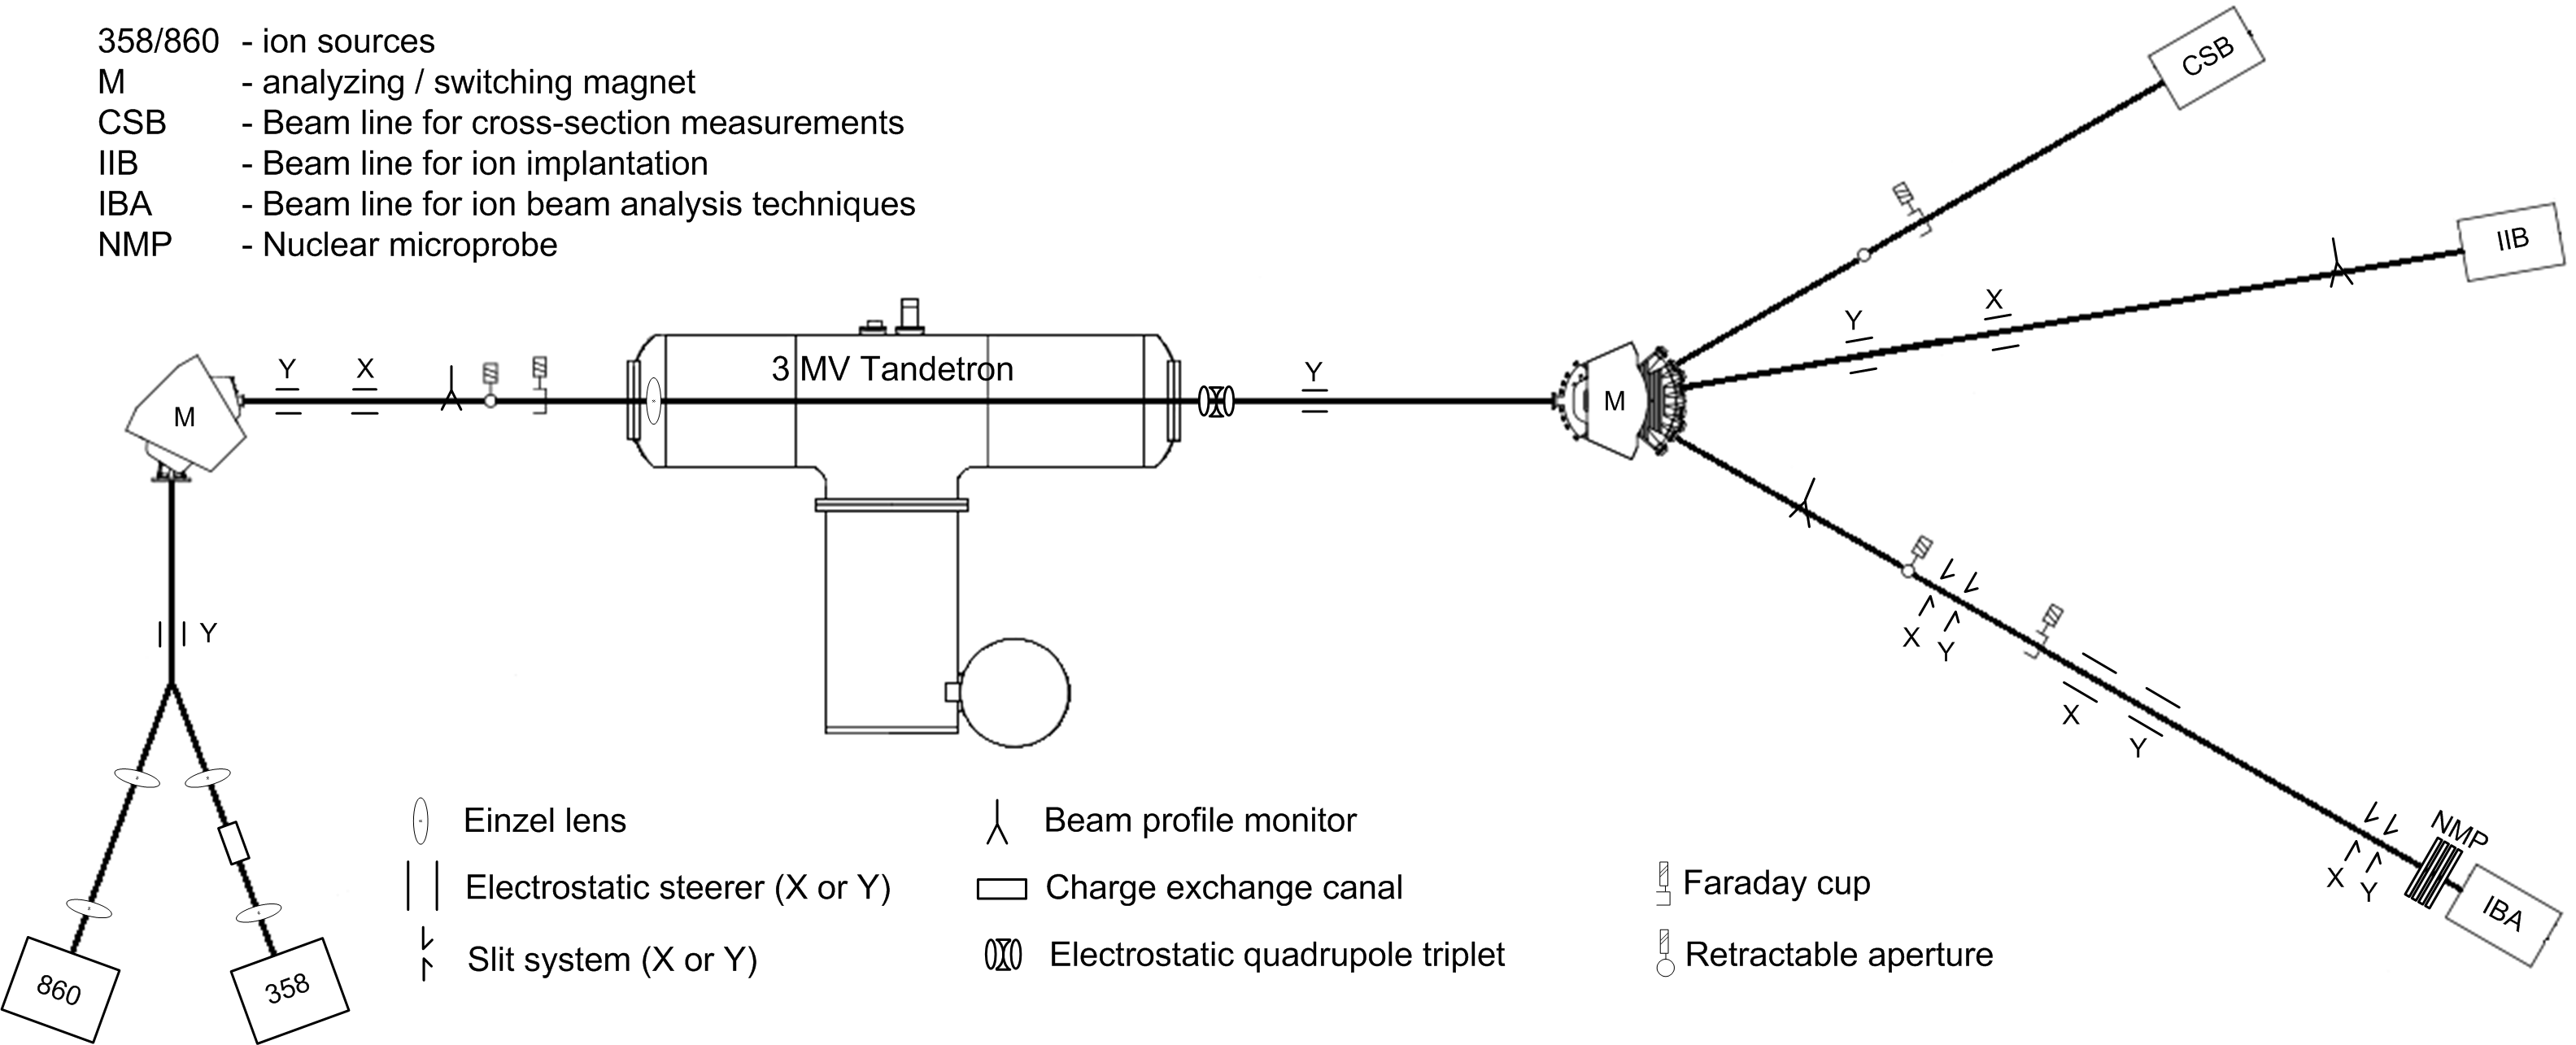 358/860 - ion sources
M - analyzing / switching magnet
CSB - Beam line for cross-section measurements
IIB - Beam line for ion implantation
IBA - Beam line for ion beam analysis techniques
NMP - Nuclear microprobe
CSB
IIB
Y
X
Y
X
3 MV Tandetron
Y
M
M
Y
X
Y
X
Y
NMP
X
Y
IBA
860
358
Einzel lens
Electrostatic steerer (X or Y)
Slit system (X or Y)
Beam profile monitor
Charge exchange canal
Electrostatic quadrupole triplet
Faraday cup
Retractable aperture